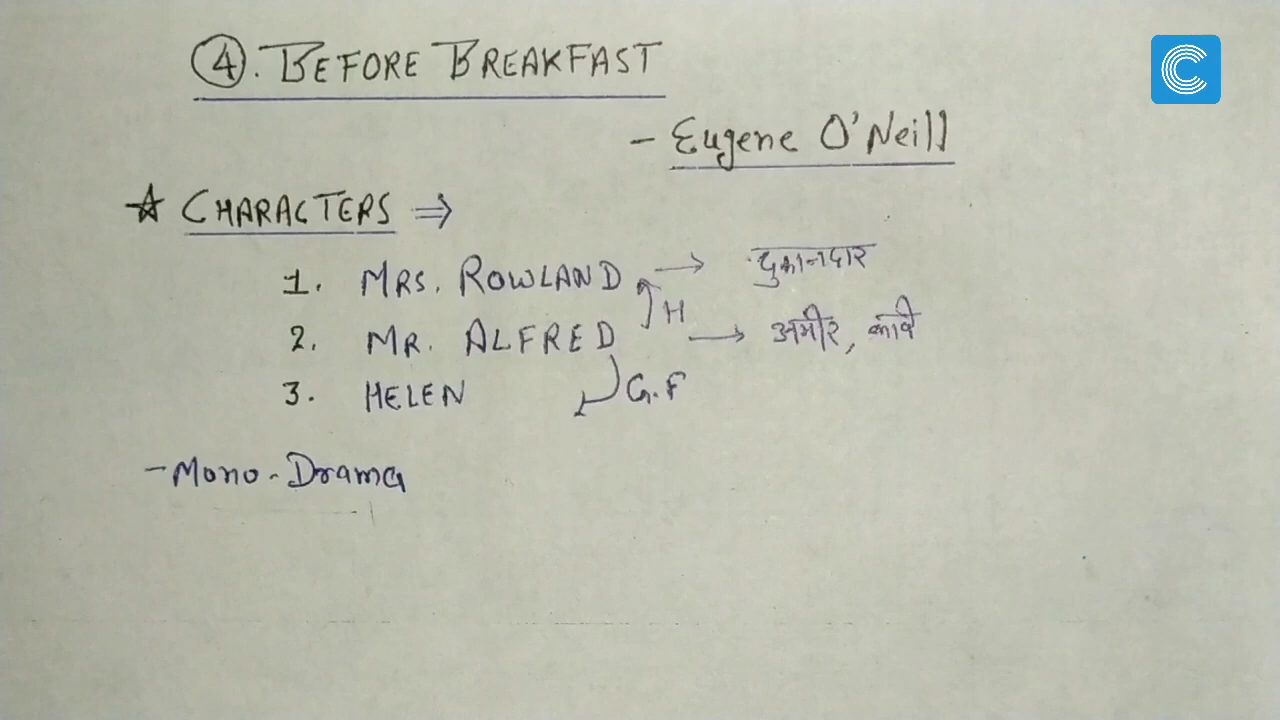 ④. BEFORE BREAKFAST
- Eugene O'Neill
☆ CHARACTERS ⇒
1. MRS. ROWLAND → दुकानदार
H
2. MR. ALFRED → अमीर, कवि
3. HELEN G.F
- Mono-Drama